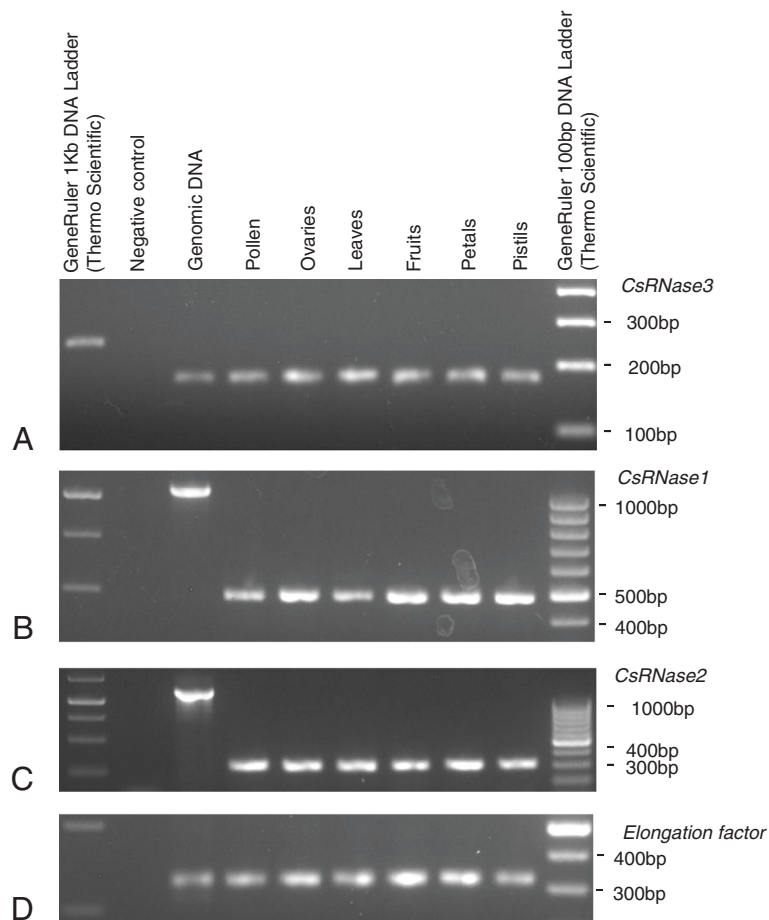 GeneRuler 1Kb DNA Ladder
(Thermo Scientific)
Negative control
Genomic DNA
Pollen
Ovaries
Leaves
Fruits
Petals
Pistils
GeneRuler 100bp DNA Ladder
(Thermo Scientific)
CsRNase3
300bp
200bp
100bp
A
CsRNase1
1000bp
500bp
400bp
B
CsRNase2
1000bp
400bp
300bp
C
Elongation factor
400bp
300bp
D